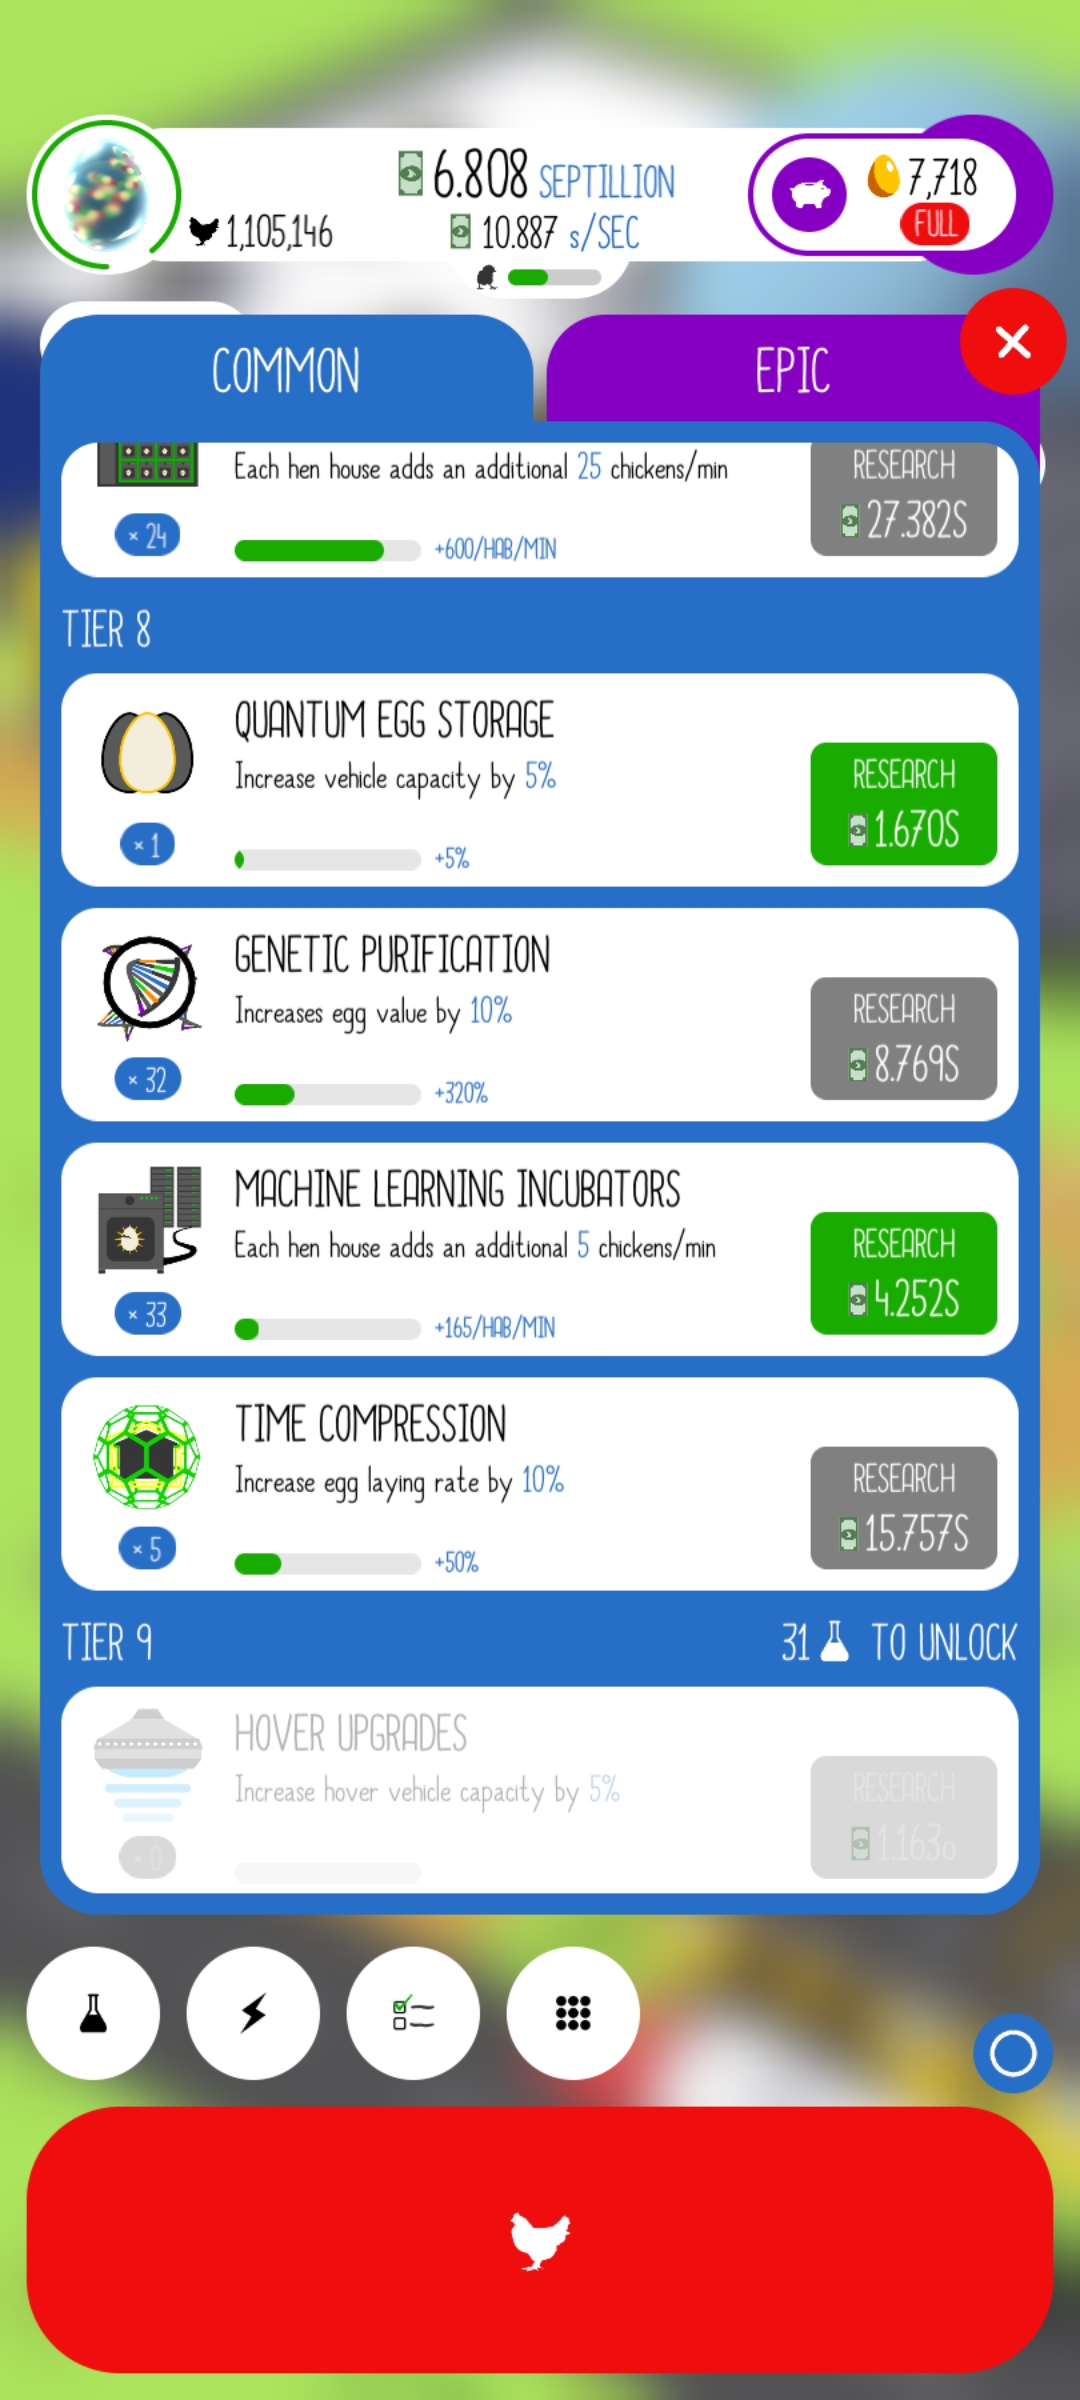 6.808 SEPTILLION
7,718
1,105,146
10.887 s/SEC
FULL
COMMON
EPIC
Each hen house adds an additional 25 chickens/min
RESEARCH
27.382S
× 24
+600/HAB/MIN
TIER 8
QUANTUM EGG STORAGE
Increase vehicle capacity by 5%
RESEARCH
1.670S
× 1
+5%
GENETIC PURIFICATION
Increases egg value by 10%
RESEARCH
8.769S
× 32
+320%
MACHINE LEARNING INCUBATORS
Each hen house adds an additional 5 chickens/min
RESEARCH
4.252S
× 33
+165/HAB/MIN
TIME COMPRESSION
Increase egg laying rate by 10%
RESEARCH
15.757S
× 5
+50%
TIER 9
31 TO UNLOCK
HOVER UPGRADES
Increase hover vehicle capacity by 5%
RESEARCH
1.163o
× 0